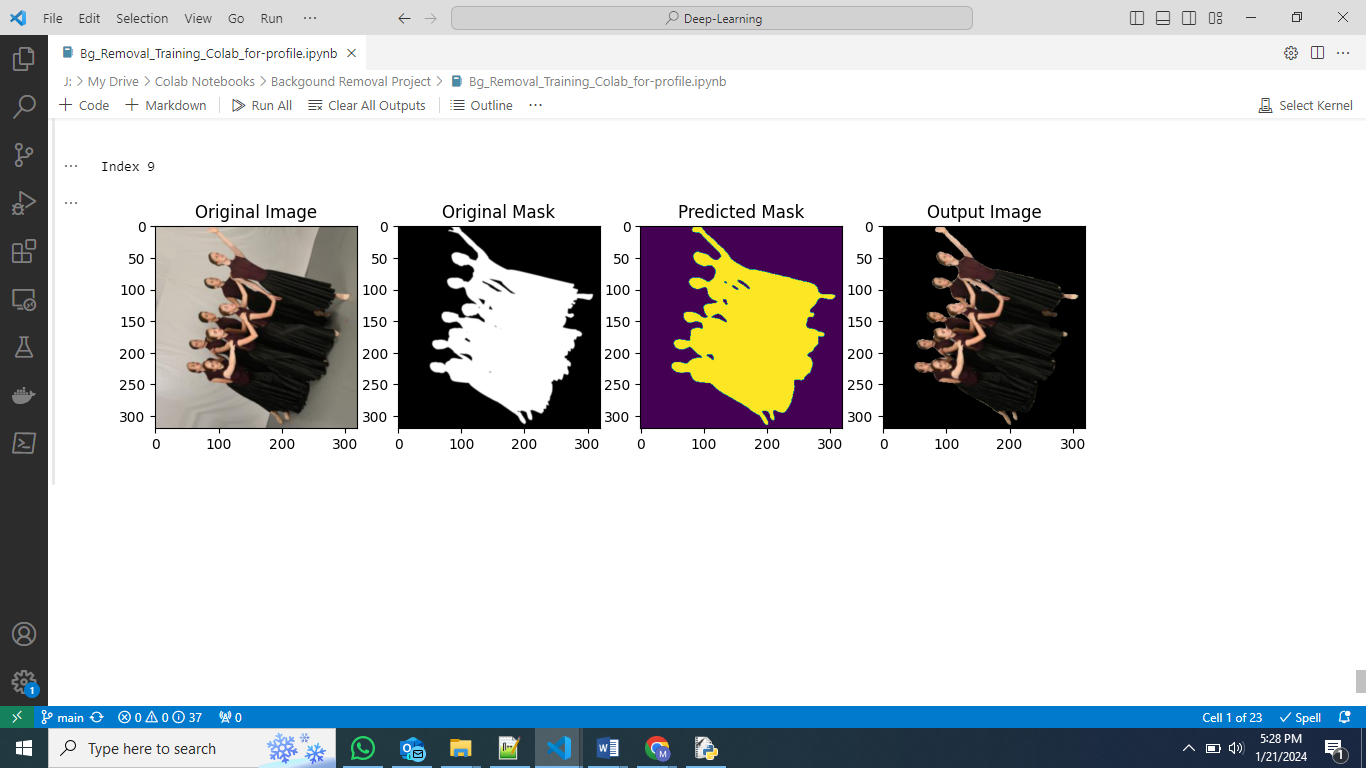 File Edit Selection View Go Run ··· Deep-Learning
Bg_Removal_Training_Colab_for-profile.ipynb
J: > My Drive > Colab Notebooks > Backgound Removal Project > Bg_Removal_Training_Colab_for-profile.ipynb
+ Code + Markdown Run All Clear All Outputs Outline ··· Select Kernel
Index 9
Original Image Original Mask Predicted Mask Output Image
0 0 0 0
50 50 50 50
100 100 100 100
150 150 150 150
200 200 200 200
250 250 250 250
300 300 300 300
0 100 200 300 0 100 200 300 0 100 200 300 0 100 200 300
1
main 0 0 37 0 Cell 1 of 23 Spell
Type here to search
5:28 PM
1/21/2024
1